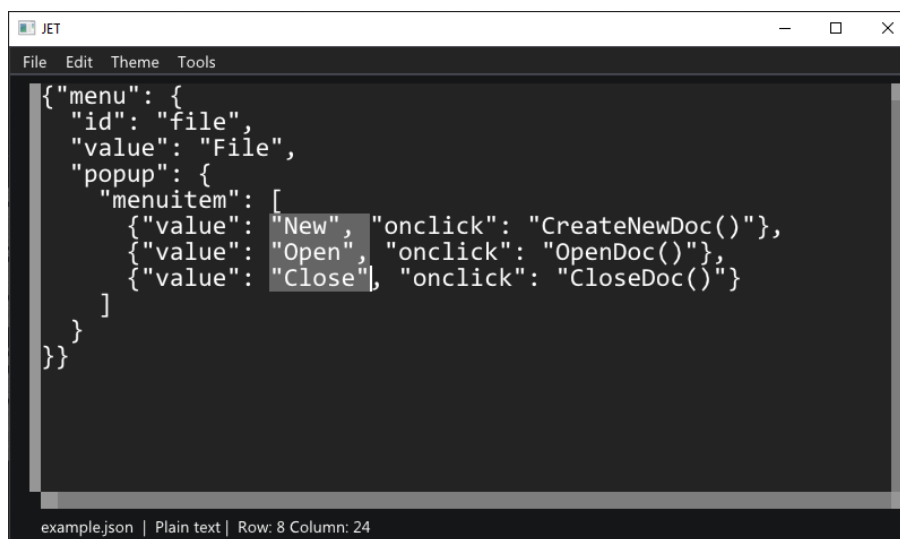 JET
File Edit Theme Tools
{"menu": {
  "id": "file",
  "value": "File",
  "popup": {
    "menuitem": [
      {"value": "New", "onclick": "CreateNewDoc()"},
      {"value": "Open", "onclick": "OpenDoc()"},
      {"value": "Close", "onclick": "CloseDoc()"}
    ]
  }
}}
example.json | Plain text | Row: 8 Column: 24